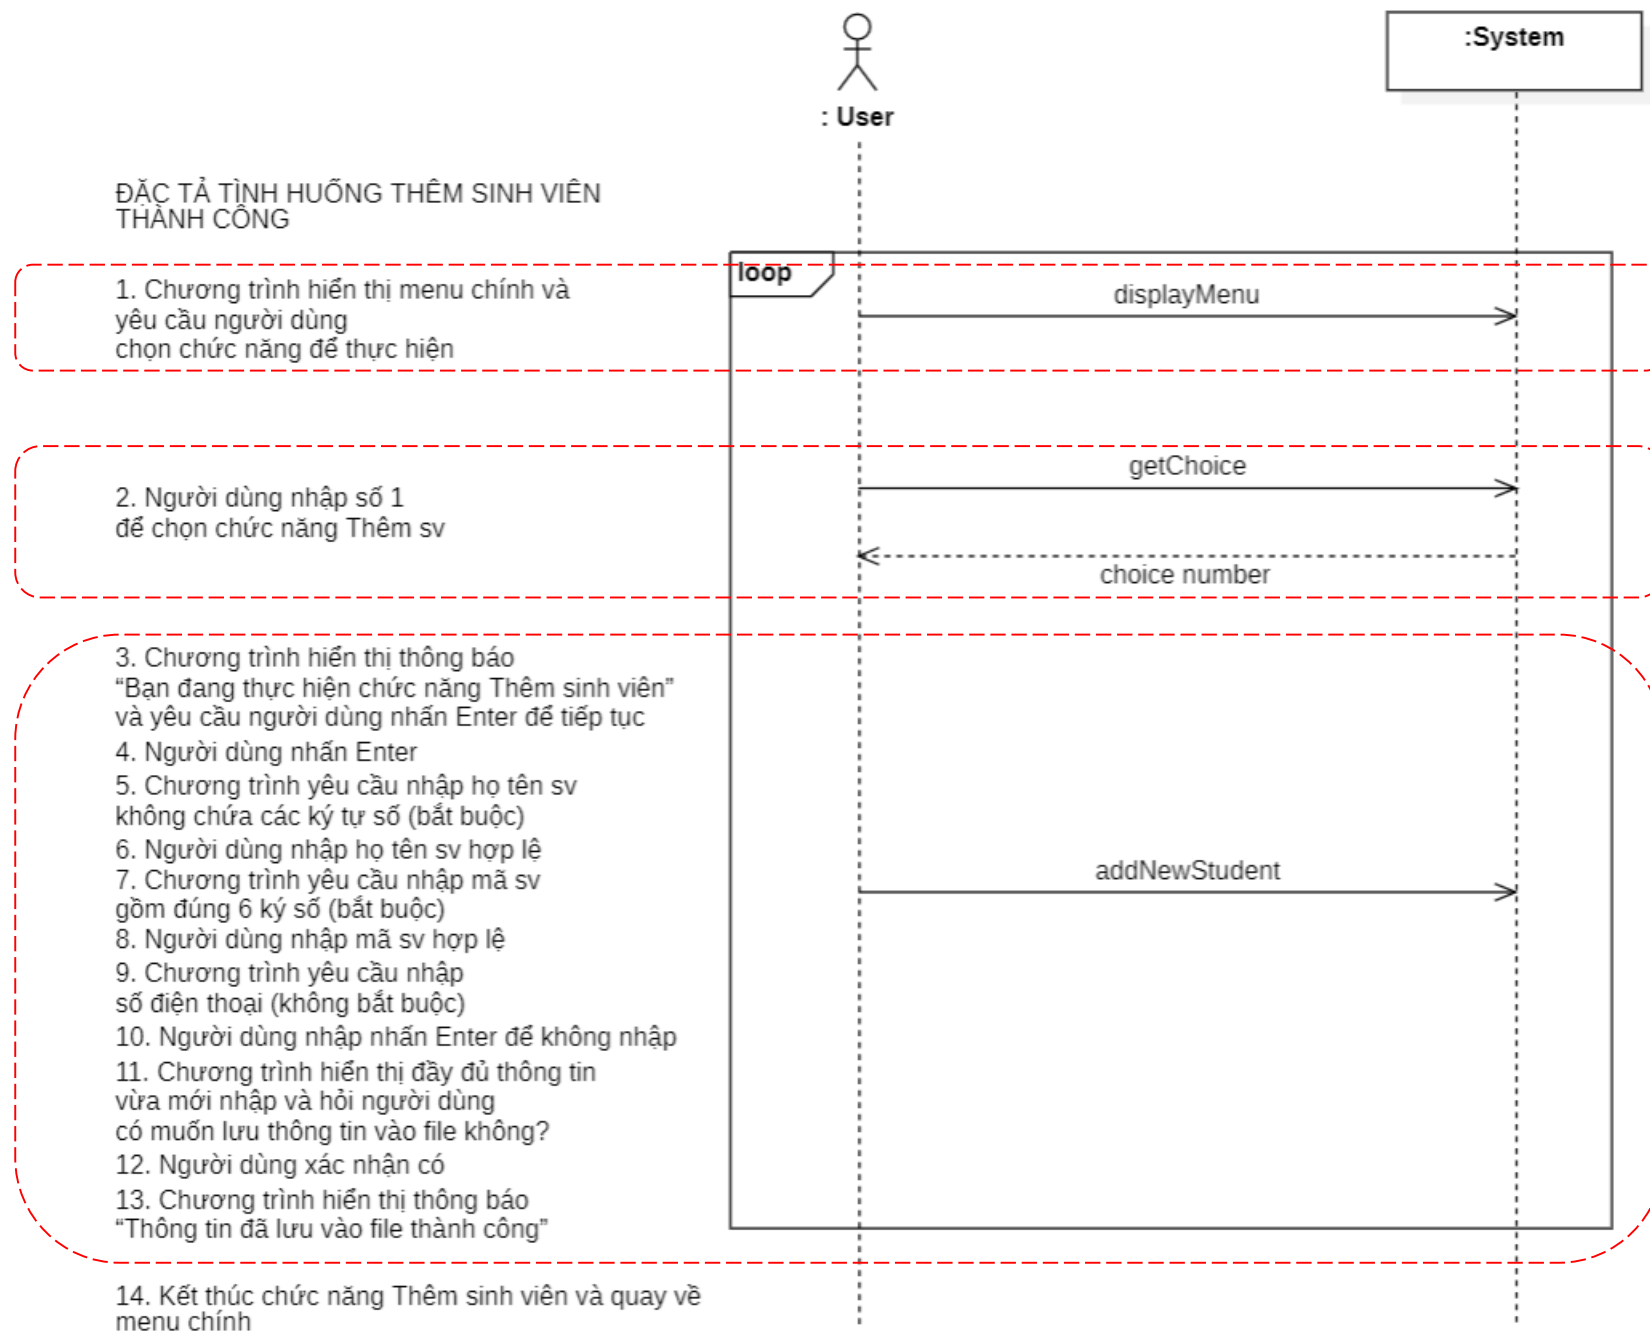 :System
: User
ĐẶC TẢ TÌNH HUỐNG THÊM SINH VIÊN
THÀNH CÔNG
loop
1. Chương trình hiển thị menu chính và
yêu cầu người dùng
chọn chức năng để thực hiện
displayMenu
getChoice
2. Người dùng nhập số 1
để chọn chức năng Thêm sv
choice number
3. Chương trình hiển thị thông báo
“Bạn đang thực hiện chức năng Thêm sinh viên”
và yêu cầu người dùng nhấn Enter để tiếp tục
4. Người dùng nhấn Enter
5. Chương trình yêu cầu nhập họ tên sv
không chứa các ký tự số (bắt buộc)
6. Người dùng nhập họ tên sv hợp lệ
7. Chương trình yêu cầu nhập mã sv
gồm đúng 6 ký số (bắt buộc)
addNewStudent
8. Người dùng nhập mã sv hợp lệ
9. Chương trình yêu cầu nhập
số điện thoại (không bắt buộc)
10. Người dùng nhập nhấn Enter để không nhập
11. Chương trình hiển thị đầy đủ thông tin
vừa mới nhập và hỏi người dùng
có muốn lưu thông tin vào file không?
12. Người dùng xác nhận có
13. Chương trình hiển thị thông báo
“Thông tin đã lưu vào file thành công”
14. Kết thúc chức năng Thêm sinh viên và quay về
menu chính